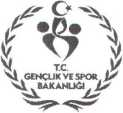 T.C.
GENÇLİK VE SPOR
BAKANLIĞI